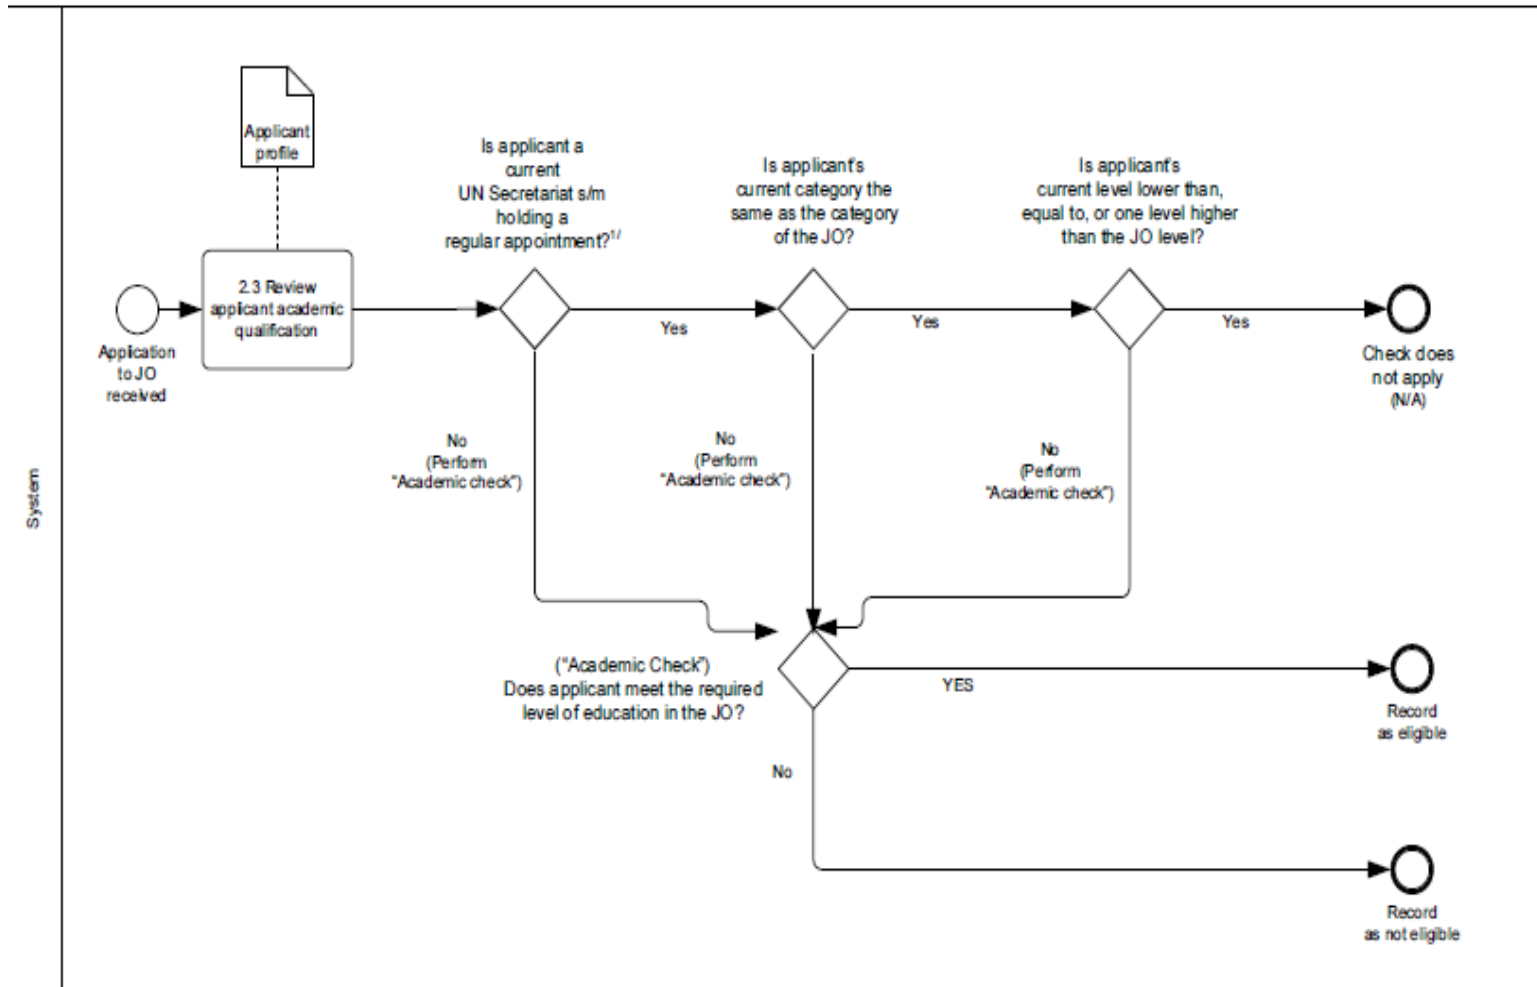 Applicant
profile
Is applicant a
current
UN Secretariat s/m
holding a
regular appointment?1/
Is applicant's
current category the
same as the category
of the JO?
Is applicant's
current level lower than,
equal to, or one level higher
than the JO level?
2.3 Review
applicant academic
qualification
Application
to JO
received
Yes
Yes
Yes
Check does
not apply
(N/A)
No
(Perform
"Academic check")
No
(Perform
"Academic check")
No
(Perform
"Academic check")
System
("Academic Check")
Does applicant meet the required
level of education in the JO?
YES
Record
as eligible
No
Record
as not eligible